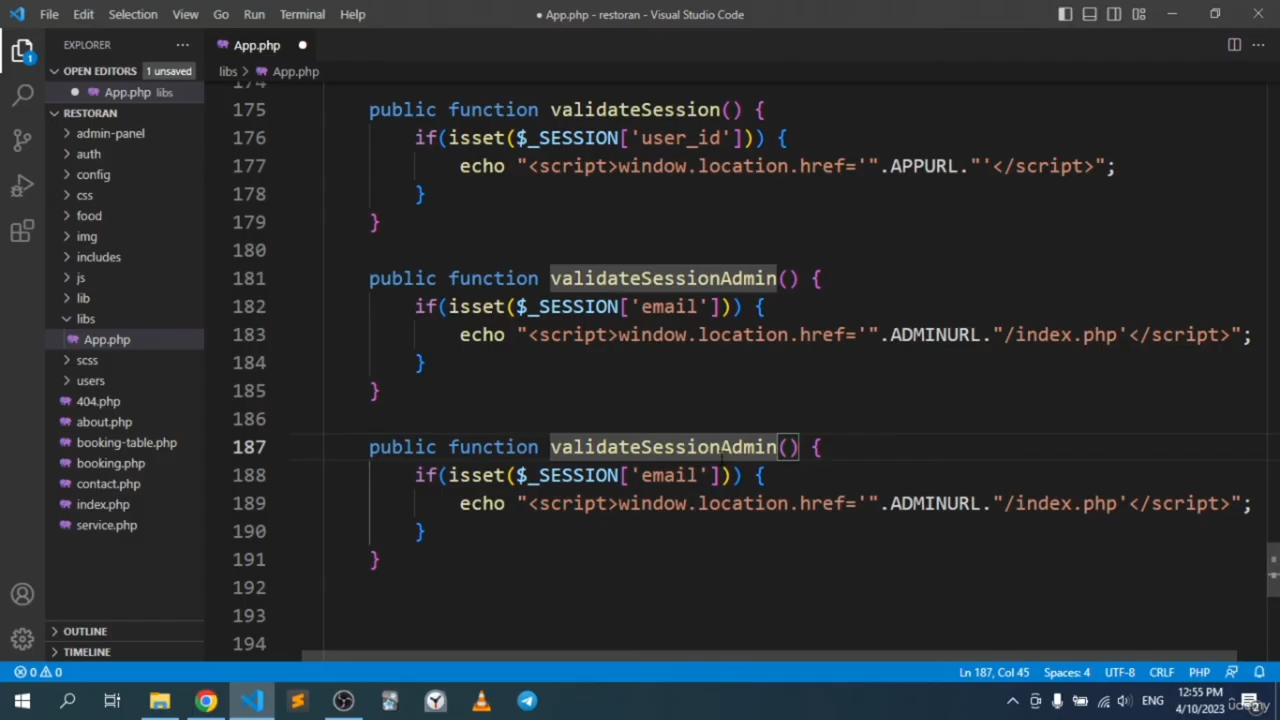 File Edit Selection View Go Run Terminal Help ● App.php - restoran - Visual Studio Code
EXPLORER ···
App.php
OPEN EDITORS 1 unsaved
App.php libs
libs > App.php
RESTORAN
admin-panel
auth
config
css
food
img
includes
js
lib
libs
App.php
scss
users
404.php
about.php
booking-table.php
booking.php
contact.php
index.php
service.php
OUTLINE
TIMELINE
174
175 public function validateSession() {
176 if(isset($_SESSION['user_id'])) {
177 echo "<script>window.location.href='".APPURL."'</script>";
178 }
179 }
180
181 public function validateSessionAdmin() {
182 if(isset($_SESSION['email'])) {
183 echo "<script>window.location.href='".ADMINURL."/index.php'</script>";
184 }
185 }
186
187 public function validateSessionAdmin() {
188 if(isset($_SESSION['email'])) {
189 echo "<script>window.location.href='".ADMINURL."/index.php'</script>";
190 }
191 }
192
193
194
0 0 Ln 187, Col 45 Spaces: 4 UTF-8 CRLF PHP
ENG 12:55 PM
4/10/2023
udemy